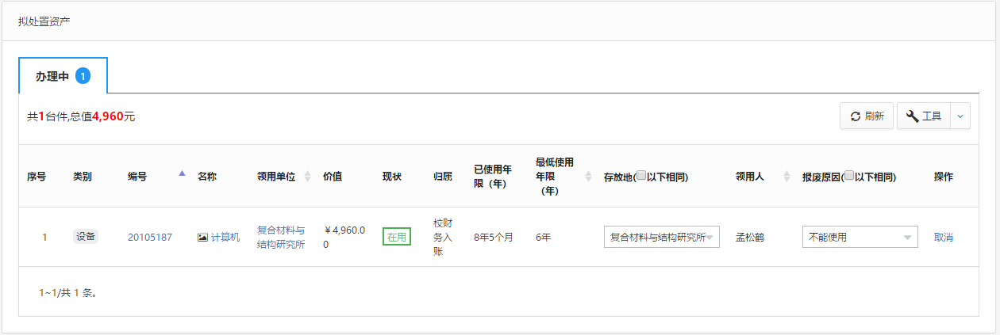 拟处置资产
办理中 1
共1台件,总值4,960元
刷新 工具
序号 类别 编号 名称 领用单位 价值 现状 归属 已使用年限（年） 最低使用年限（年） 存放地(以下相同) 领用人 报废原因(以下相同) 操作
1 设备 20105187 计算机 复合材料与结构研究所 ￥4,960.00 在用 校财务入账 8年5个月 6年 复合材料与结构研究所 孟松鹤 不能使用 取消
1~1/共 1 条。